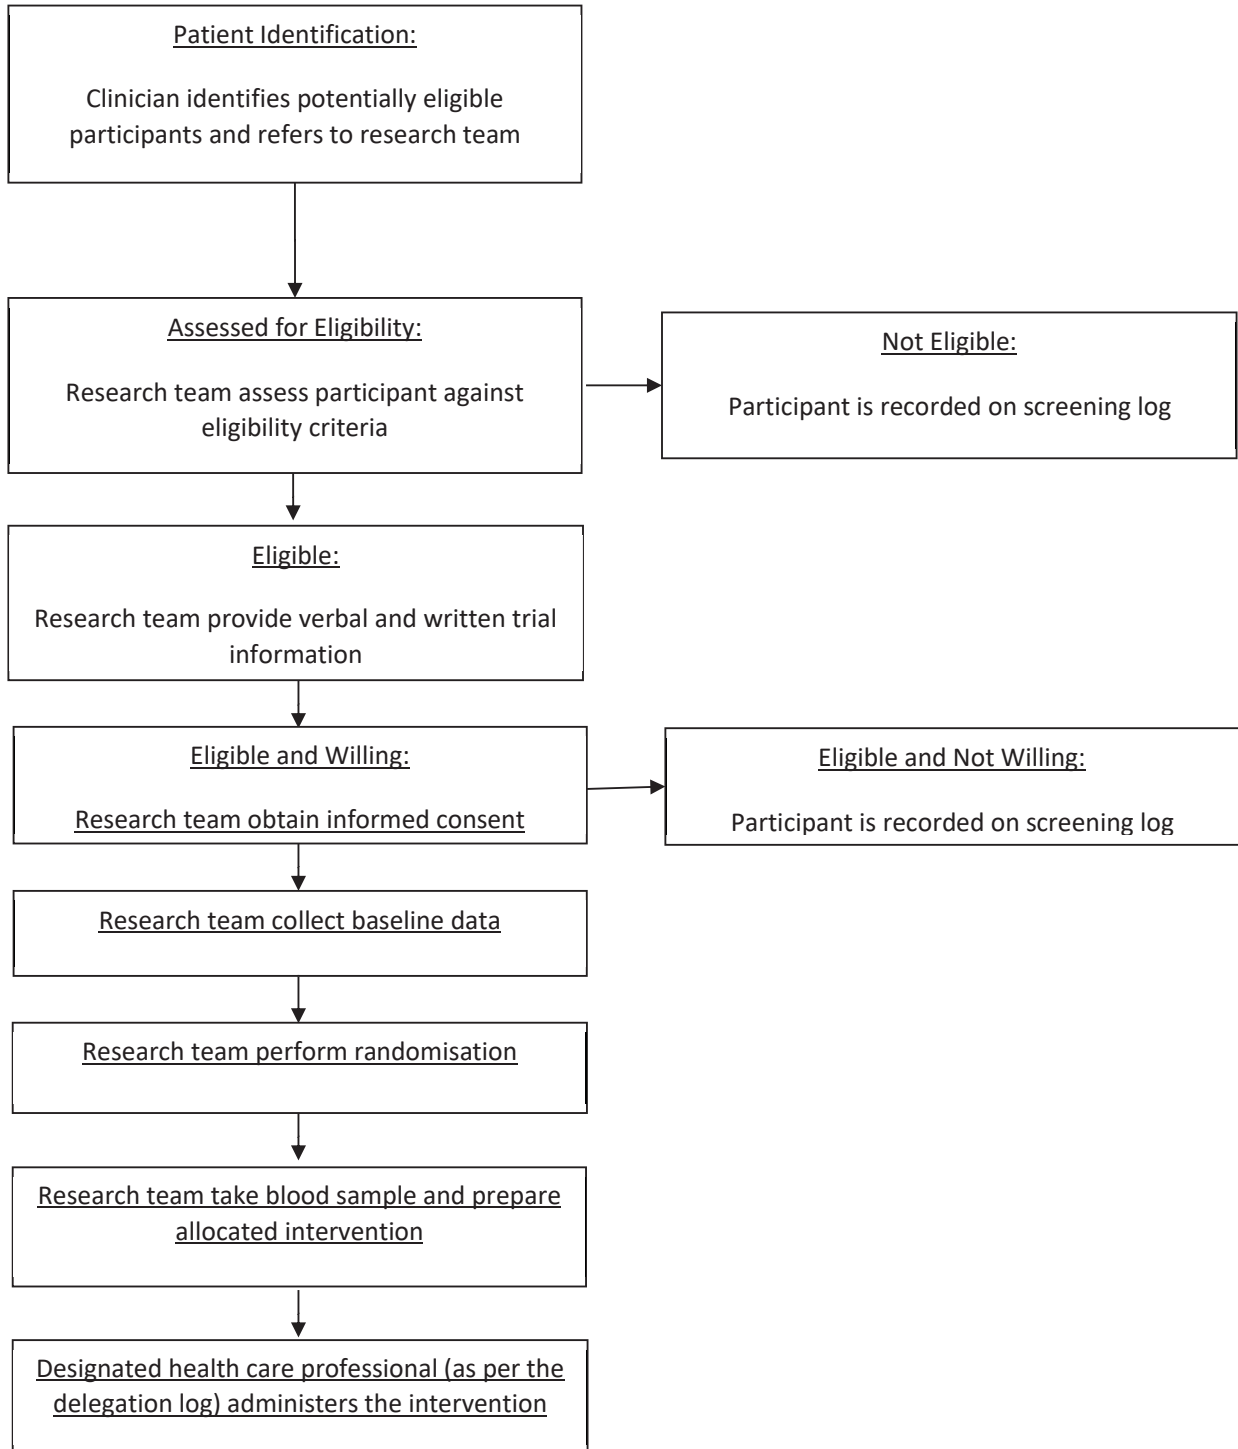 Patient Identification:
Clinician identifies potentially eligible
participants and refers to research team
Assessed for Eligibility:
Research team assess participant against
eligibility criteria
Not Eligible:
Participant is recorded on screening log
Eligible:
Research team provide verbal and written trial
information
Eligible and Willing:
Research team obtain informed consent
Eligible and Not Willing:
Participant is recorded on screening log
Research team collect baseline data
Research team perform randomisation
Research team take blood sample and prepare
allocated intervention
Designated health care professional (as per the
delegation log) administers the intervention